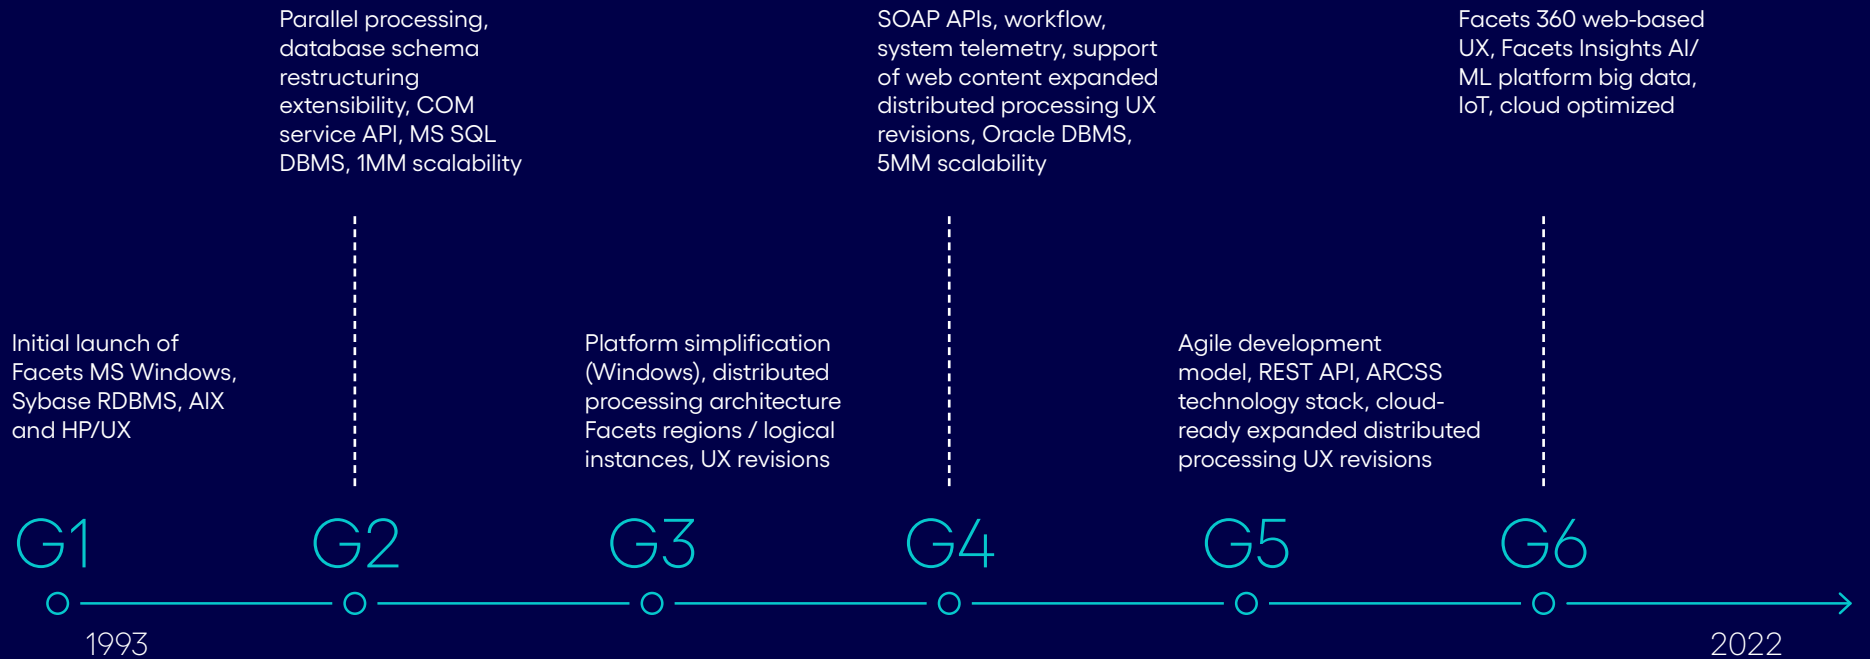 Parallel processing,
database schema
restructuring
extensibility, COM
service API, MS SQL
DBMS, 1MM scalability
SOAP APIs, workflow,
system telemetry, support
of web content expanded
distributed processing UX
revisions, Oracle DBMS,
5MM scalability
Facets 360 web-based
UX, Facets Insights AI/
ML platform big data,
IoT, cloud optimized
Initial launch of
Facets MS Windows,
Sybase RDBMS, AIX
and HP/UX
Platform simplification
(Windows), distributed
processing architecture
Facets regions / logical
instances, UX revisions
Agile development
model, REST API, ARCSS
technology stack, cloud-
ready expanded distributed
processing UX revisions
G1
G2
G3
G4
G5
G6
1993
2022